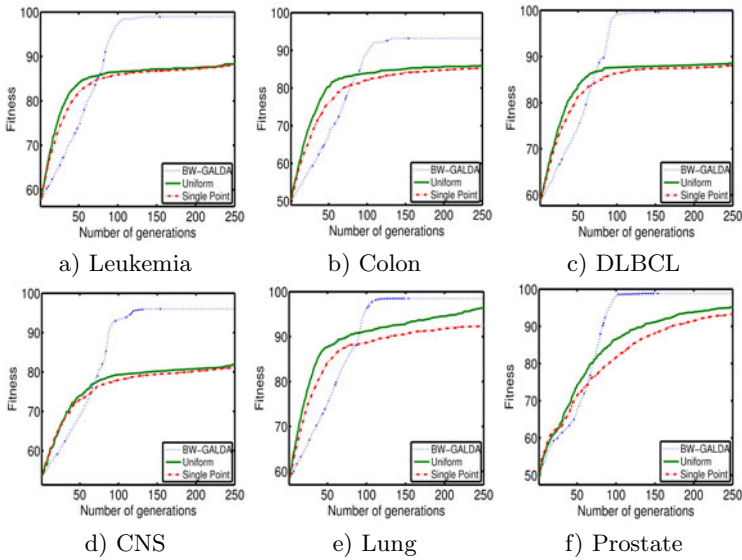 100
90
80
70
60
Fitness
BW-GALDA
Uniform
Single Point
50 100 150 200 250
Number of generations
a) Leukemia
100
90
80
70
60
50
Fitness
BW-GALDA
Uniform
Single Point
50 100 150 200 250
Number of generations
b) Colon
100
90
80
70
60
Fitness
BW-GALDA
Uniform
Single Point
50 100 150 200 250
Number of generations
c) DLBCL
100
90
80
70
60
Fitness
BW-GALDA
Uniform
Single Point
50 100 150 200 250
Number of generations
d) CNS
100
90
80
70
60
Fitness
BW-GALDA
Uniform
Single Point
50 100 150 200 250
Number of generations
e) Lung
100
90
80
70
60
50
Fitness
BW-GALDA
Uniform
Single Point
50 100 150 200 250
Number of generations
f) Prostate